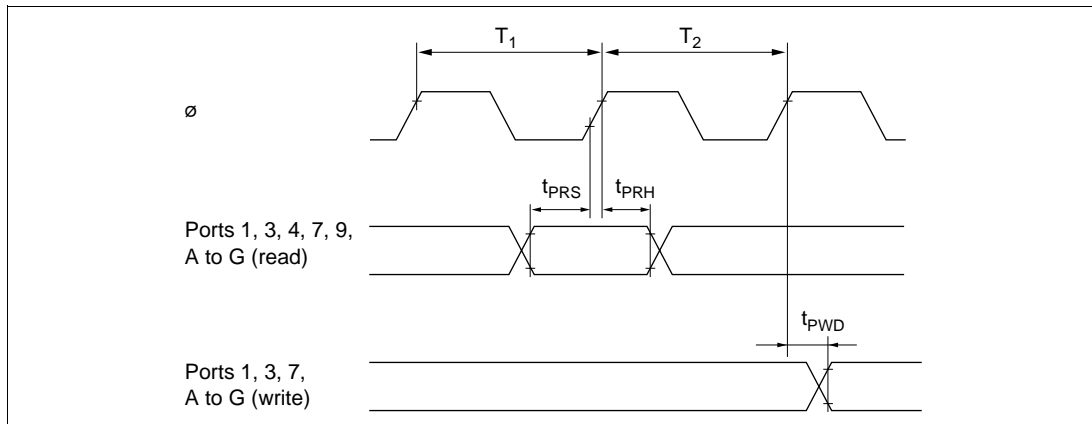 T1 T2
ø
tPRS tPRH
Ports 1, 3, 4, 7, 9,
A to G (read)
tPWD
Ports 1, 3, 7,
A to G (write)